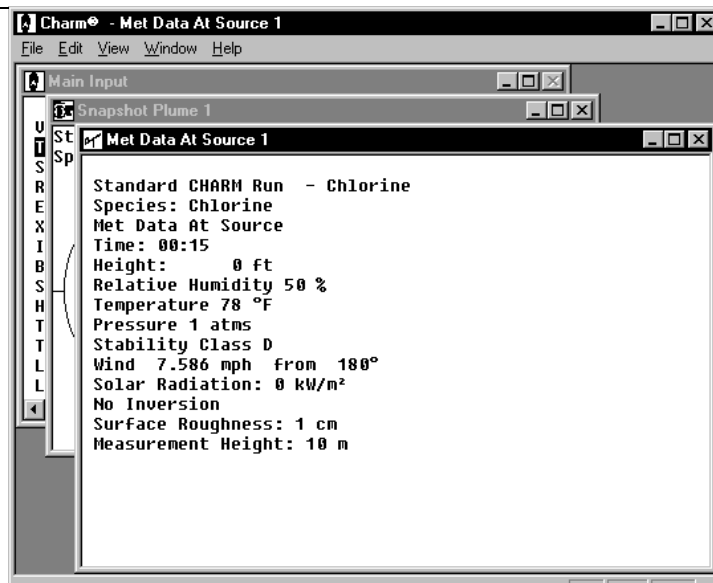 Charm® - Met Data At Source 1
File Edit View Window Help
Main Input
Snapshot Plume 1
St
Sp
Met Data At Source 1
V
T
S
R
E
X
I
B
S
H
T
T
L
L
Standard CHARM Run - Chlorine
Species: Chlorine
Met Data At Source
Time: 00:15
Height: 0 ft
Relative Humidity 50 %
Temperature 78 °F
Pressure 1 atms
Stability Class D
Wind 7.586 mph from 180°
Solar Radiation: 0 kW/m²
No Inversion
Surface Roughness: 1 cm
Measurement Height: 10 m